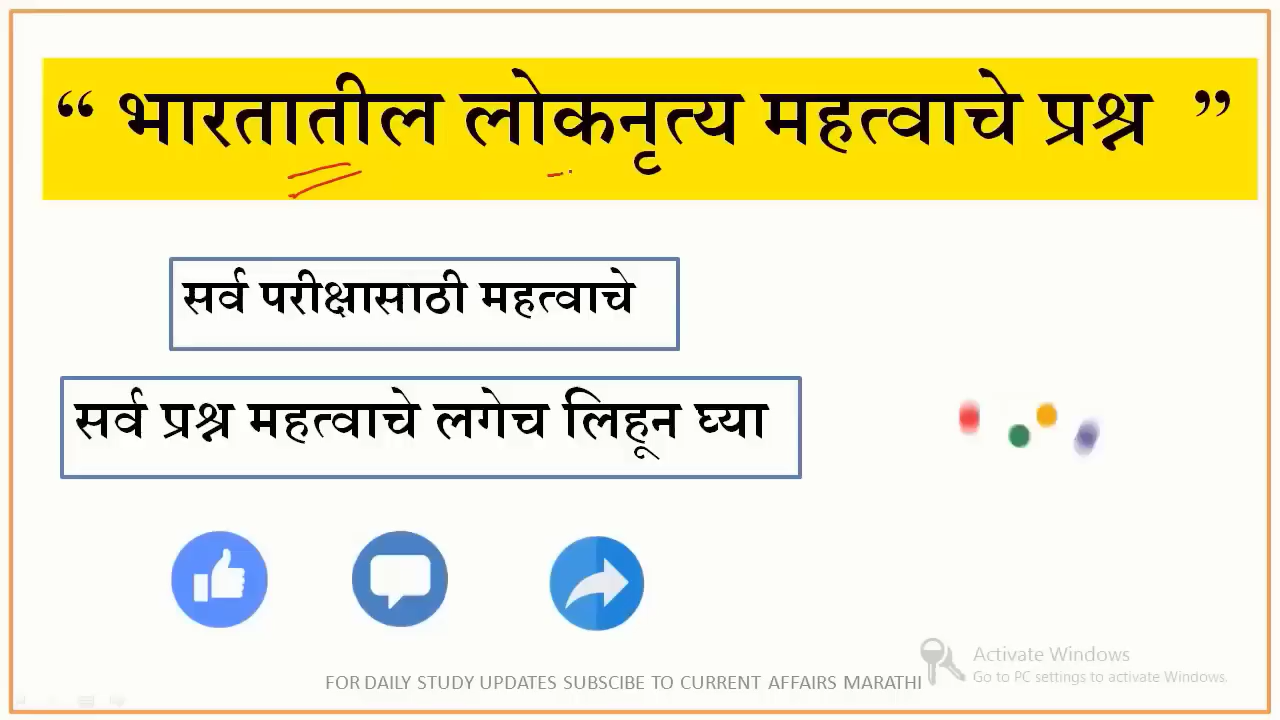 “ भारतातील लोकनृत्य महत्वाचे प्रश्न ”
सर्व परीक्षासाठी महत्वाचे
सर्व प्रश्न महत्वाचे लगेच लिहून घ्या
Activate Windows
Go to PC settings to activate Windows.
FOR DAILY STUDY UPDATES SUBSCIBE TO CURRENT AFFAIRS MARATHI